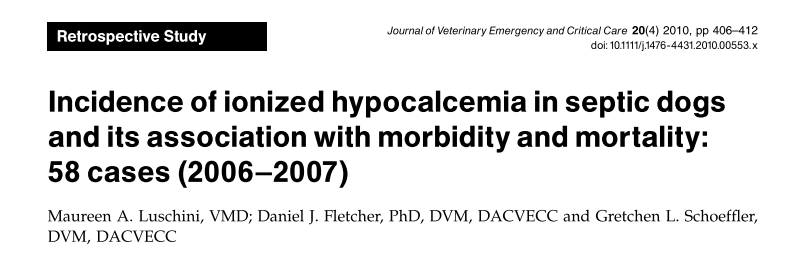 Retrospective Study
Journal of Veterinary Emergency and Critical Care 20(4) 2010, pp 406–412
doi: 10.1111/j.1476-4431.2010.00553.x
Incidence of ionized hypocalcemia in septic dogs
and its association with morbidity and mortality:
58 cases (2006–2007)
Maureen A. Luschini, VMD; Daniel J. Fletcher, PhD, DVM, DACVECC and Gretchen L. Schoeffler,
DVM, DACVECC